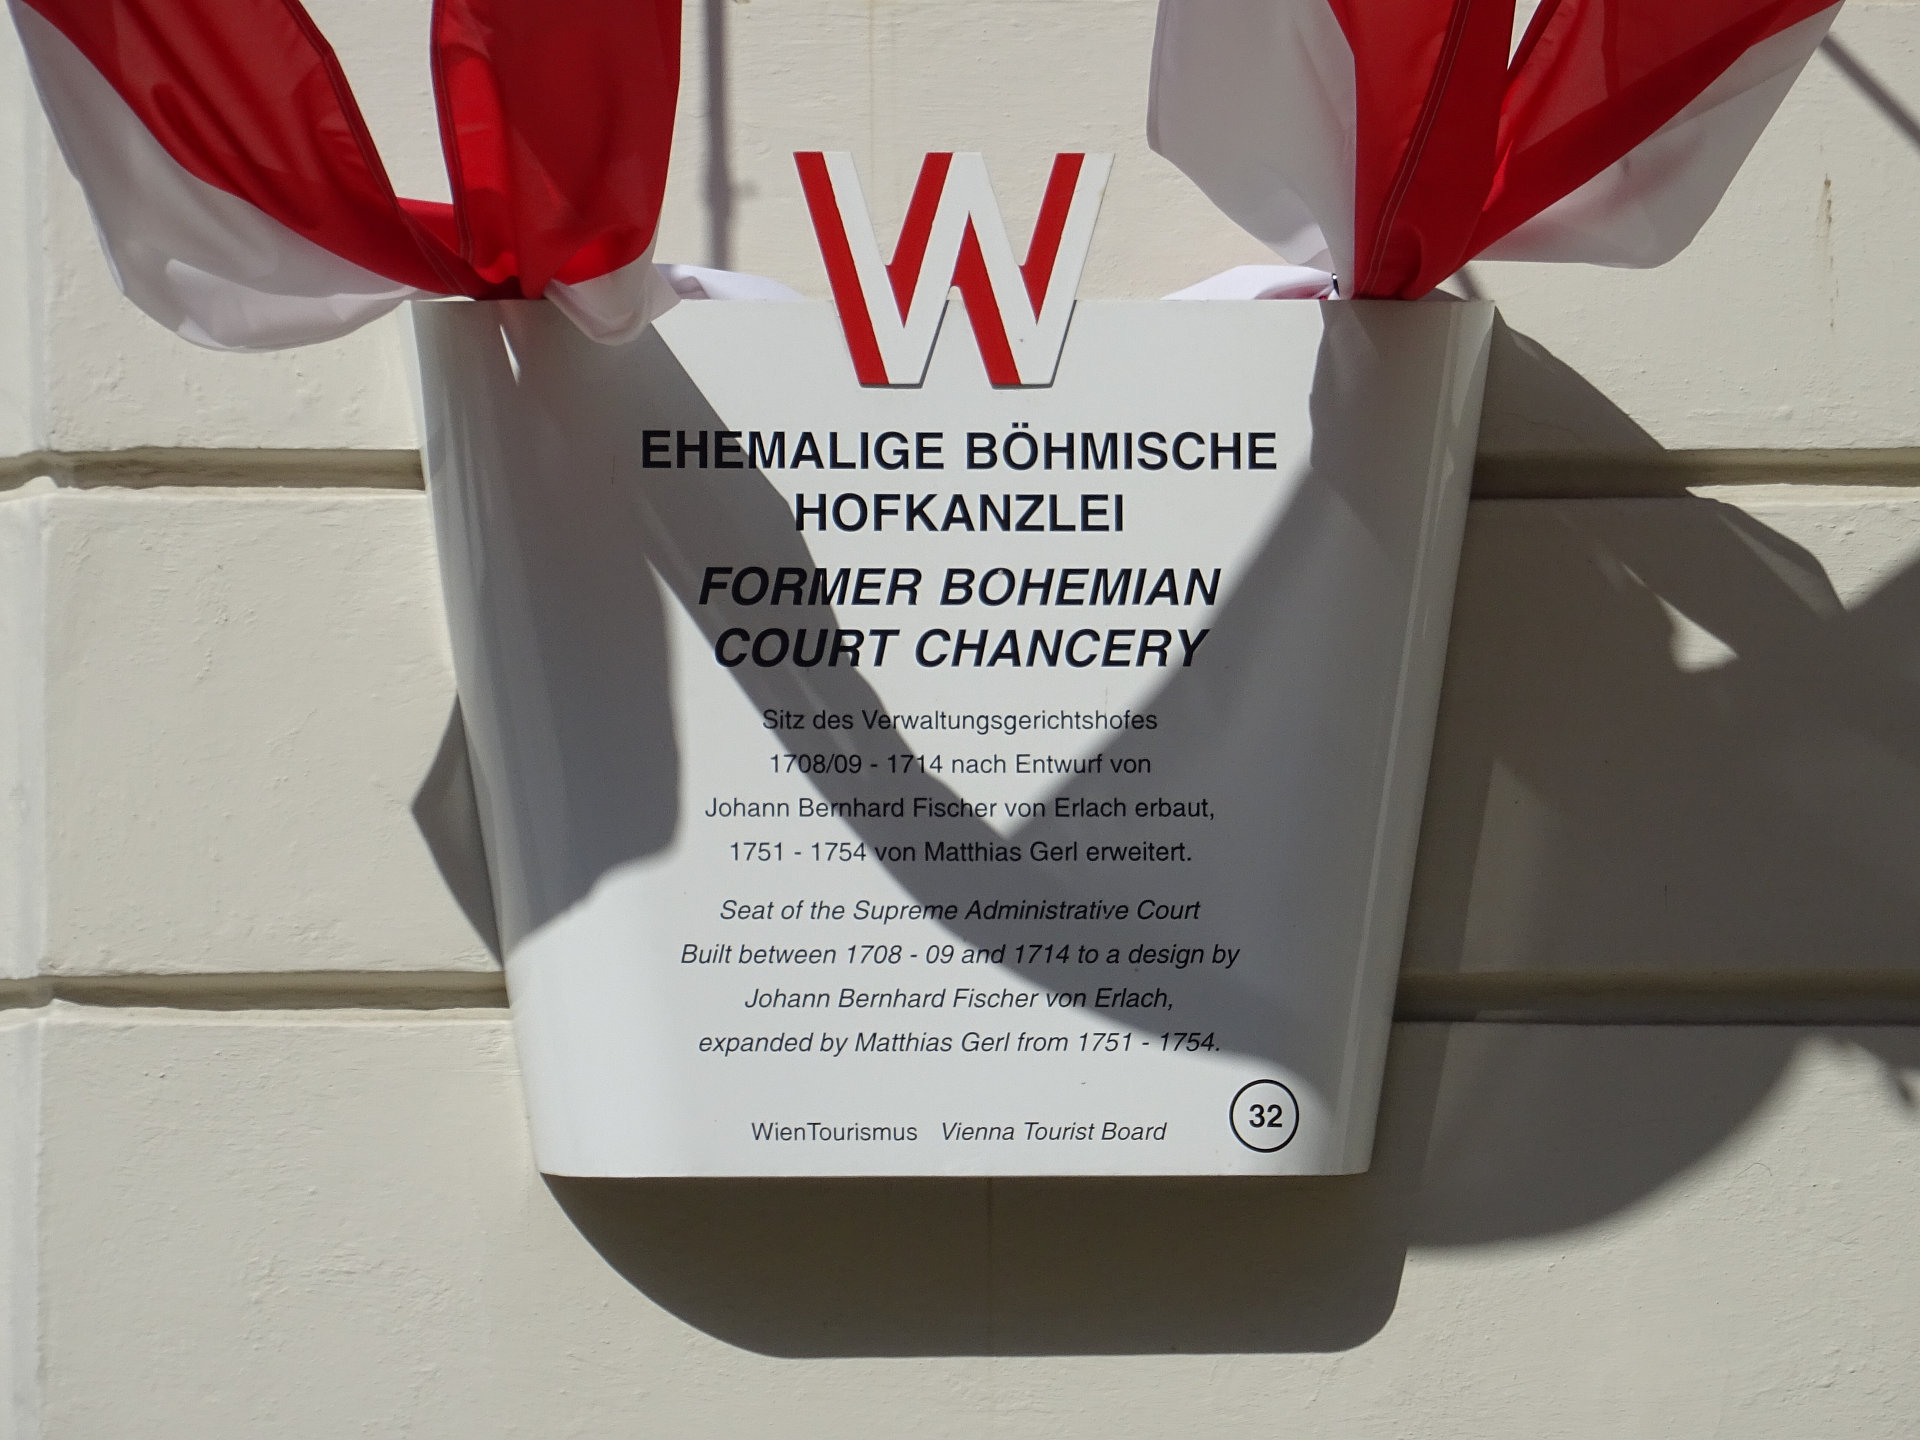 W
EHEMALIGE BÖHMISCHE
HOFKANZLEI
FORMER BOHEMIAN
COURT CHANCERY
Sitz des Verwaltungsgerichtshofes
1708/09 - 1714 nach Entwurf von
Johann Bernhard Fischer von Erlach erbaut,
1751 - 1754 von Matthias Gerl erweitert.
Seat of the Supreme Administrative Court
Built between 1708 - 09 and 1714 to a design by
Johann Bernhard Fischer von Erlach,
expanded by Matthias Gerl from 1751 - 1754.
WienTourismus Vienna Tourist Board 32